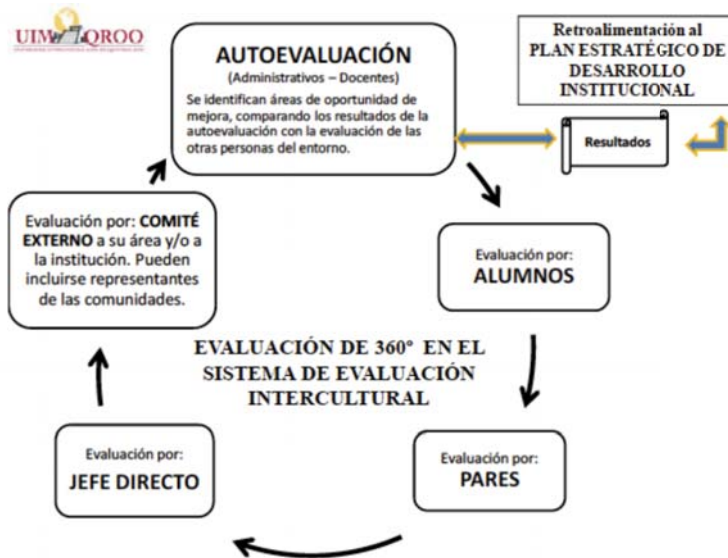 UIMQROO
AUTOEVALUACIÓN
(Administrativos – Docentes)
Se identifican áreas de oportunidad de
mejora, comparando los resultados de la
autoevaluación con la evaluación de las
otras personas del entorno.
Retroalimentación al
PLAN ESTRATÉGICO DE
DESARROLLO
INSTITUCIONAL
Resultados
Evaluación por: COMITÉ
EXTERNO a su área y/o a
la institución. Pueden
incluirse representantes
de las comunidades.
Evaluación por:
ALUMNOS
EVALUACIÓN DE 360° EN EL
SISTEMA DE EVALUACIÓN
INTERCULTURAL
Evaluación por:
JEFE DIRECTO
Evaluación por:
PARES